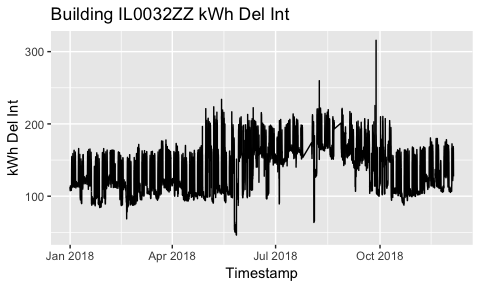 Building IL0032ZZ kWh Del Int
kWh Del Int
300
200
100
Jan 2018 Apr 2018 Jul 2018 Oct 2018
Timestamp